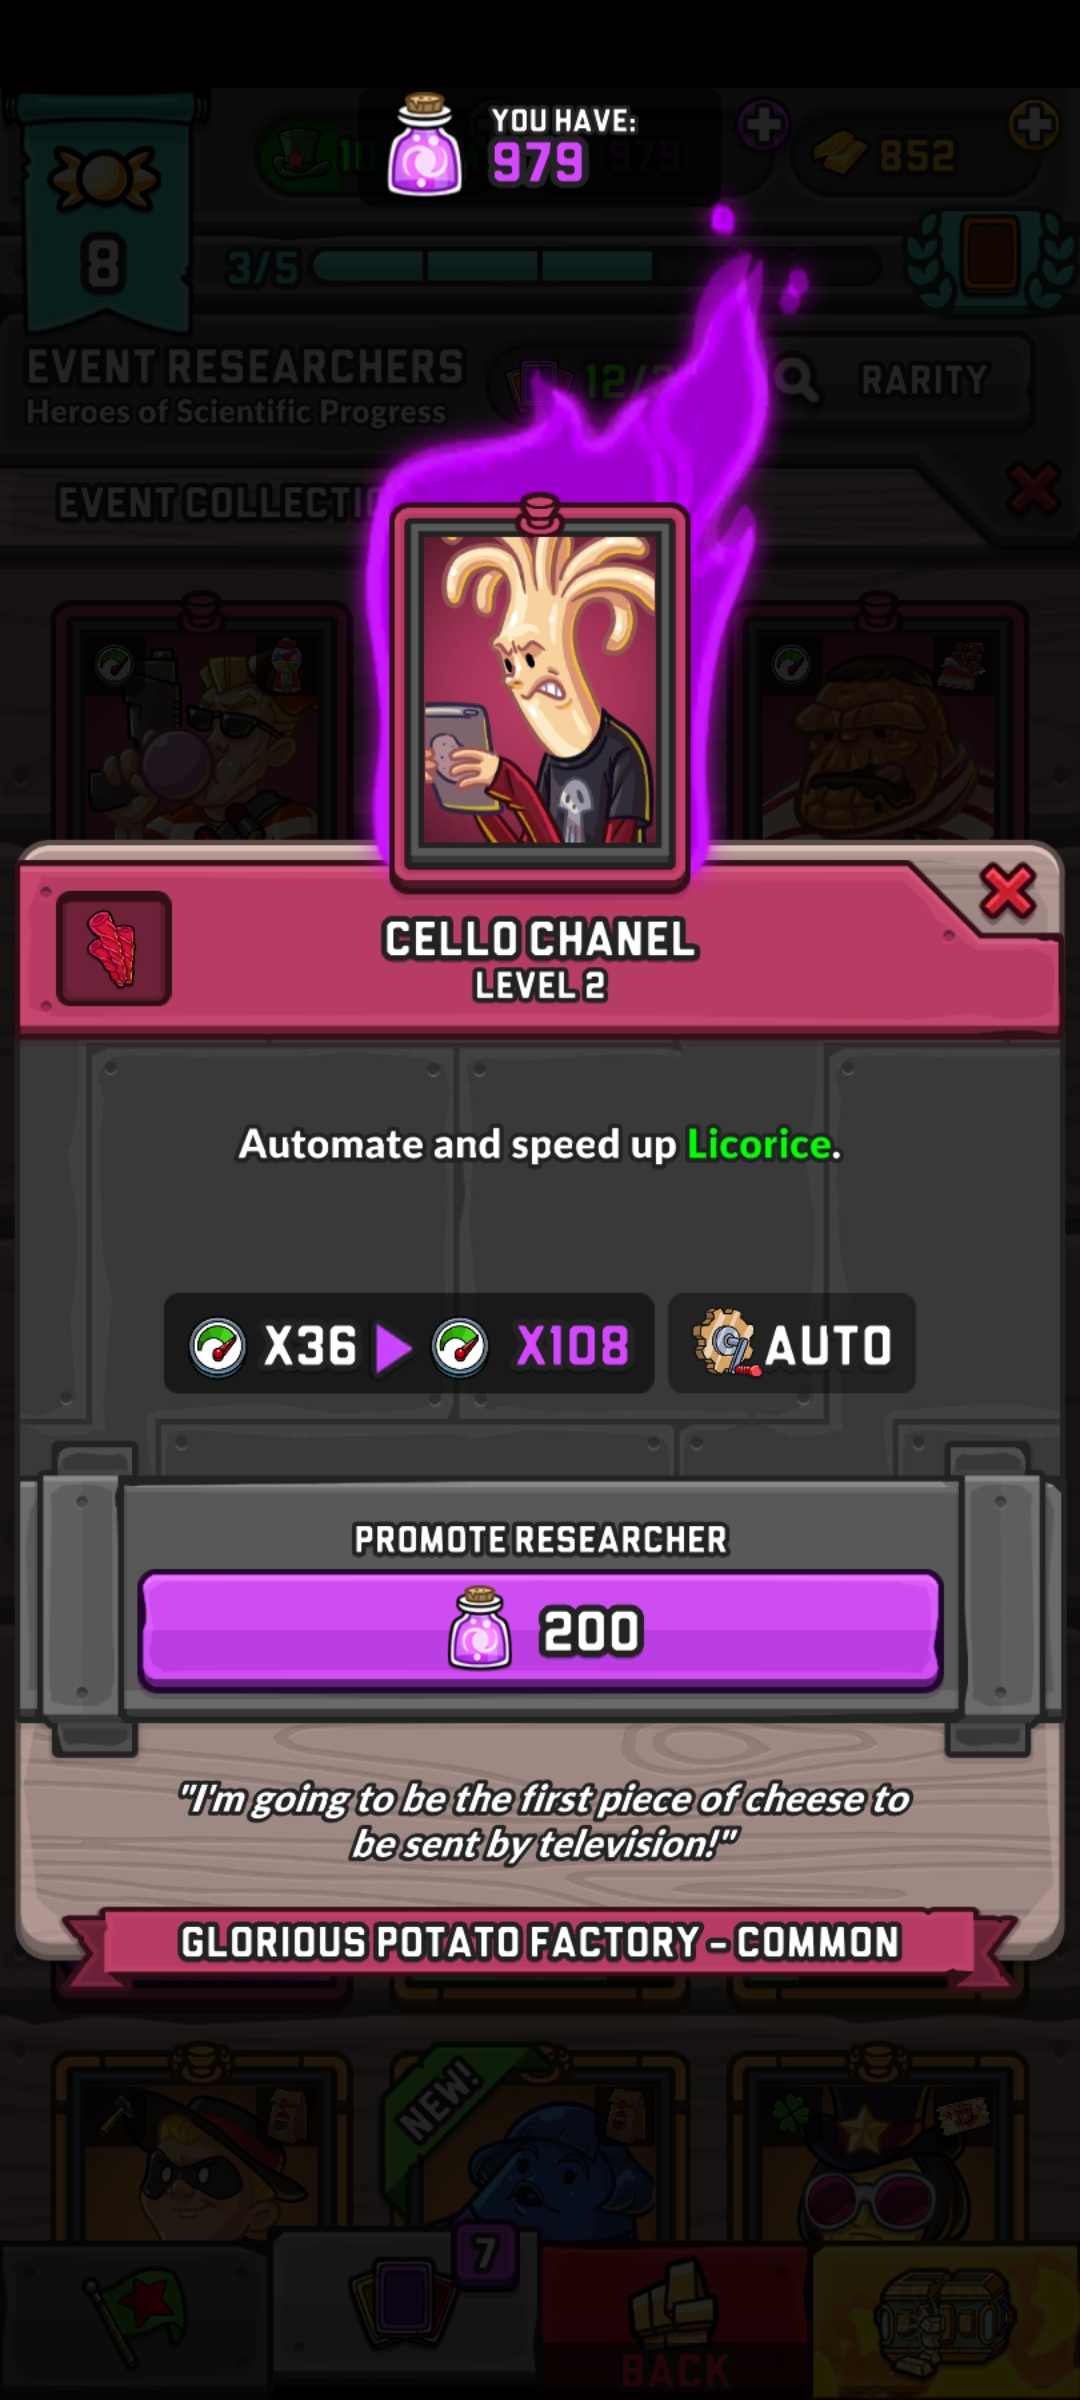 YOU HAVE:
979
852
8
3/5
EVENT RESEARCHERS
Heroes of Scientific Progress
RARITY
CELLO CHANEL
LEVEL 2
Automate and speed up Licorice.
X36 X108 AUTO
PROMOTE RESEARCHER
200
"I'm going to be the first piece of cheese to
be sent by television!"
GLORIOUS POTATO FACTORY - COMMON
NEW!
7
BACK